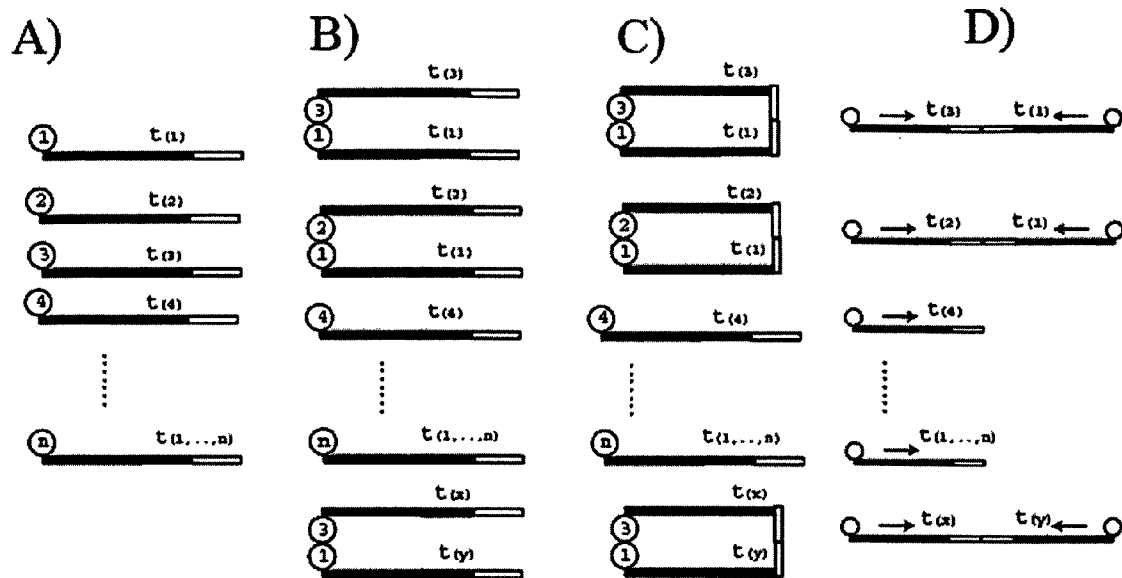 A)
1 t(1)
2 t(2)
3 t(3)
4 t(4)
n t(1,..,n)
B)
t(3)
3
1 t(1)
t(2)
2
1 t(1)
4 t(4)
n t(1,..,n)
t(x)
3
1 t(y)
C)
t(3)
3
1 t(1)
t(2)
2
1 t(1)
4 t(4)
n t(1,..,n)
t(x)
3
1 t(y)
D)
t(3) t(1)
t(2) t(1)
t(4)
t(1,..,n)
t(x) t(y)